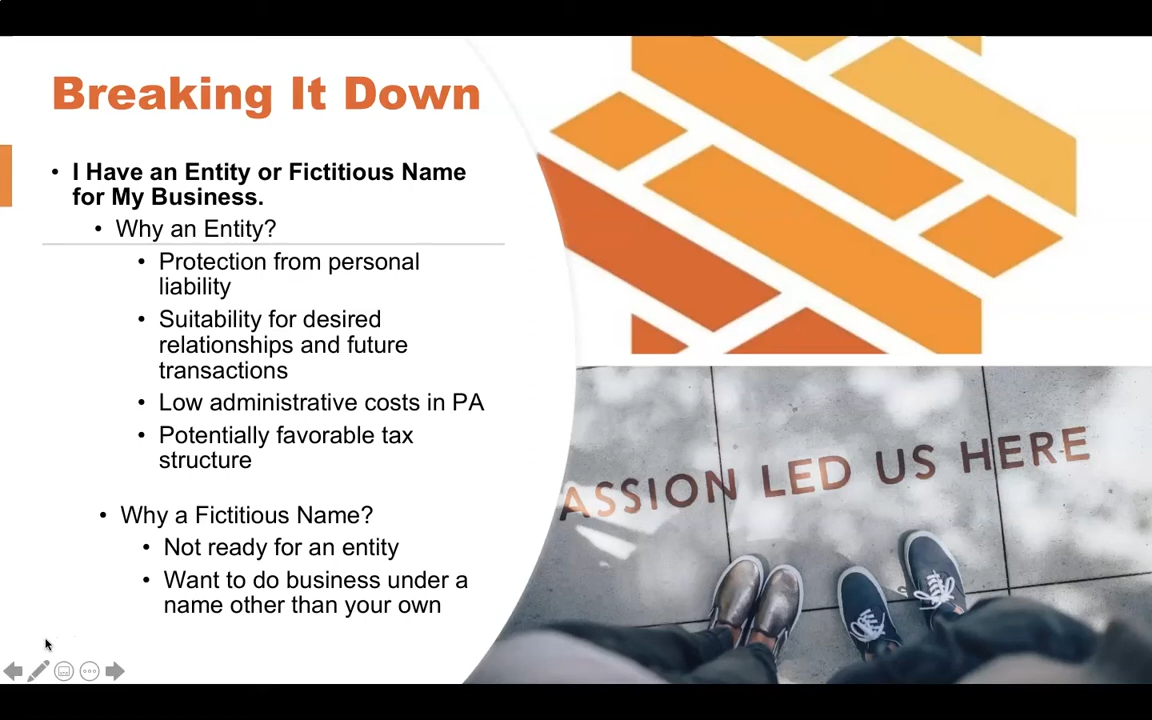 Breaking It Down
• I Have an Entity or Fictitious Name
for My Business.
• Why an Entity?
• Protection from personal
liability
• Suitability for desired
relationships and future
transactions
• Low administrative costs in PA
• Potentially favorable tax
structure
• Why a Fictitious Name?
• Not ready for an entity
• Want to do business under a
name other than your own
ASSION LED US HERE